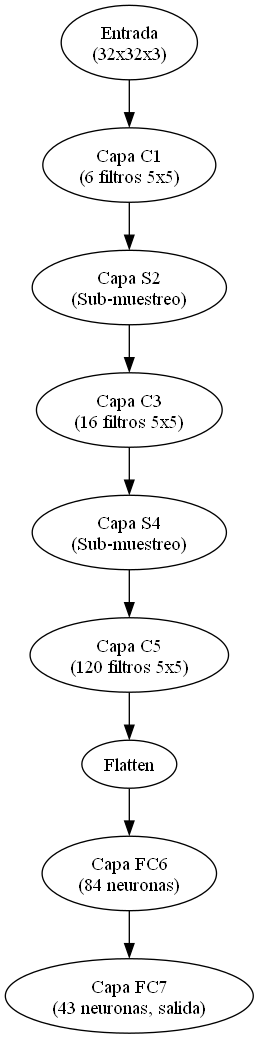 Entrada
(32x32x3)
Capa C1
(6 filtros 5x5)
Capa S2
(Sub-muestreo)
Capa C3
(16 filtros 5x5)
Capa S4
(Sub-muestreo)
Capa C5
(120 filtros 5x5)
Flatten
Capa FC6
(84 neuronas)
Capa FC7
(43 neuronas, salida)